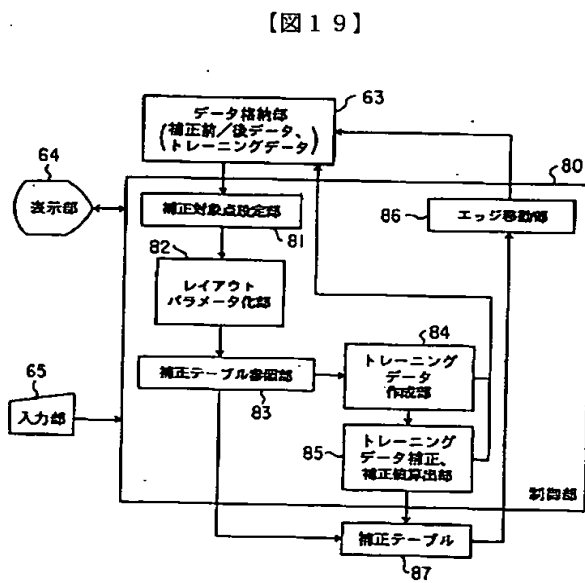 【図19】
63
データ格納部
(補正前/後データ、
トレーニングデータ)
64
表示部
80
補正対象点設定部
81
86
エッジ移動部
82
レイアウト
パラメータ化部
84
トレーニング
データ
作成部
65
入力部
補正テーブル参照部
83
85
トレーニング
データ補正、
補正値算出部
制御部
補正テーブル
87